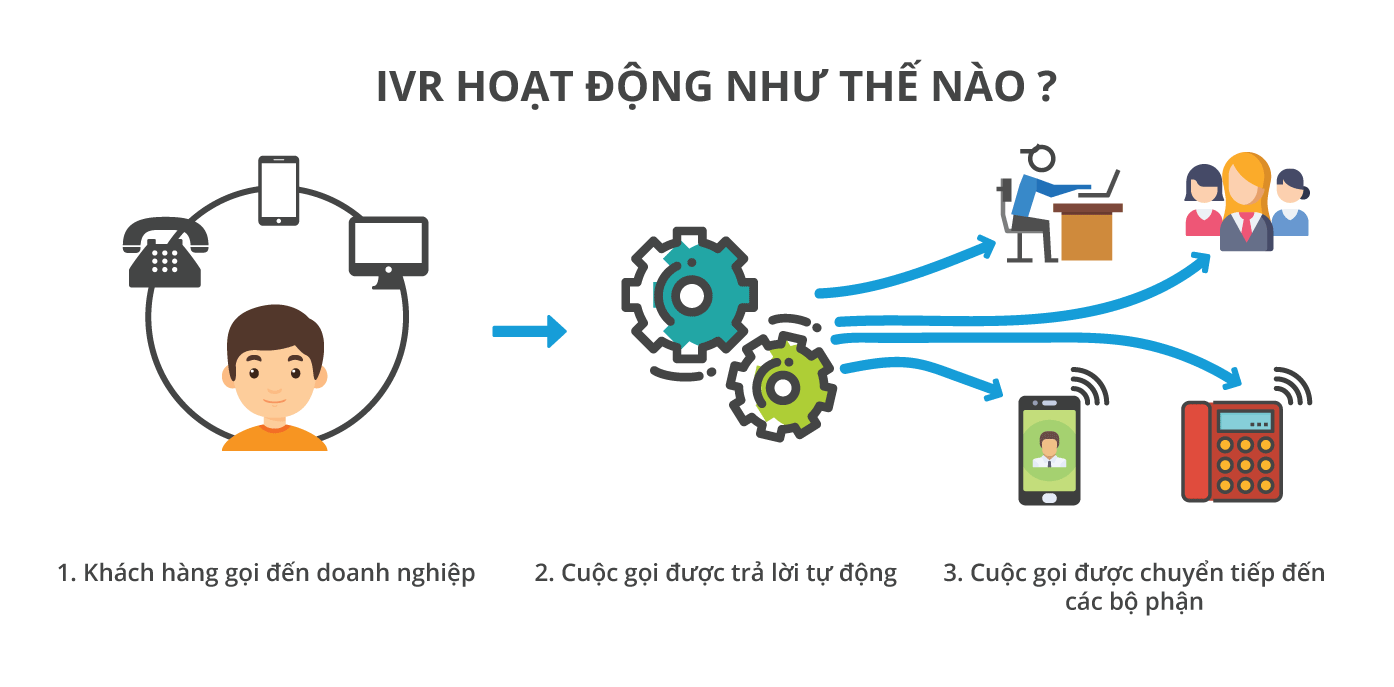 IVR HOẠT ĐỘNG NHƯ THẾ NÀO ?
1. Khách hàng gọi đến doanh nghiệp
2. Cuộc gọi được trả lời tự động
3. Cuộc gọi được chuyển tiếp đến
các bộ phận